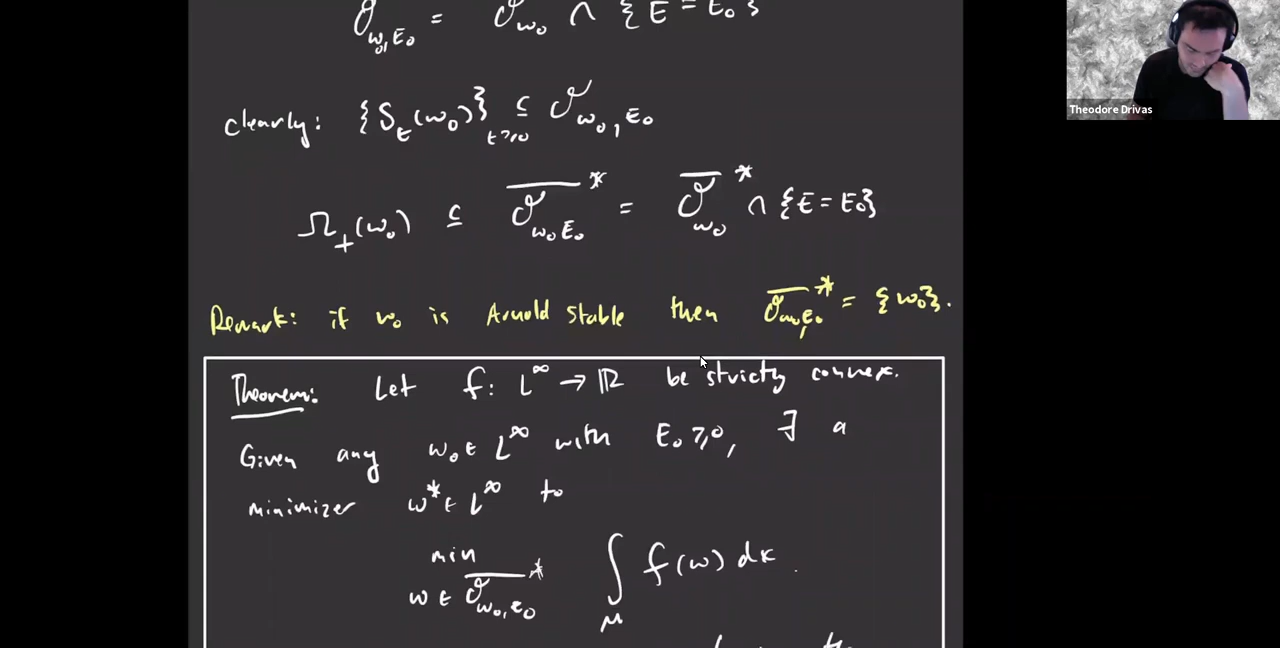 𝒪_{ω₀,E₀} = 𝒪_{ω₀} ∩ {E = E₀}
Theodore Drivas
clearly: {S_t(ω₀)}_{t≥0} ⊆ 𝒪_{ω₀,E₀}
Ω₊(ω₀) ⊆ \overline{𝒪_{ω₀E₀}}^* = \overline{𝒪_{ω₀}}^* ∩ {E = E₀}
Remark: if ω₀ is Arnold stable then \overline{𝒪_{ω₀,E₀}}^* = {ω₀}.
Theorem: Let f: L^∞ → ℝ be strictly convex.
Given any ω₀ ∈ L^∞ with E₀ ≥ 0, ∃ a
minimizer ω* ∈ L^∞ to
min_{ω ∈ \overline{𝒪_{ω₀,E₀}}^*} ∫_M f(ω) dx .